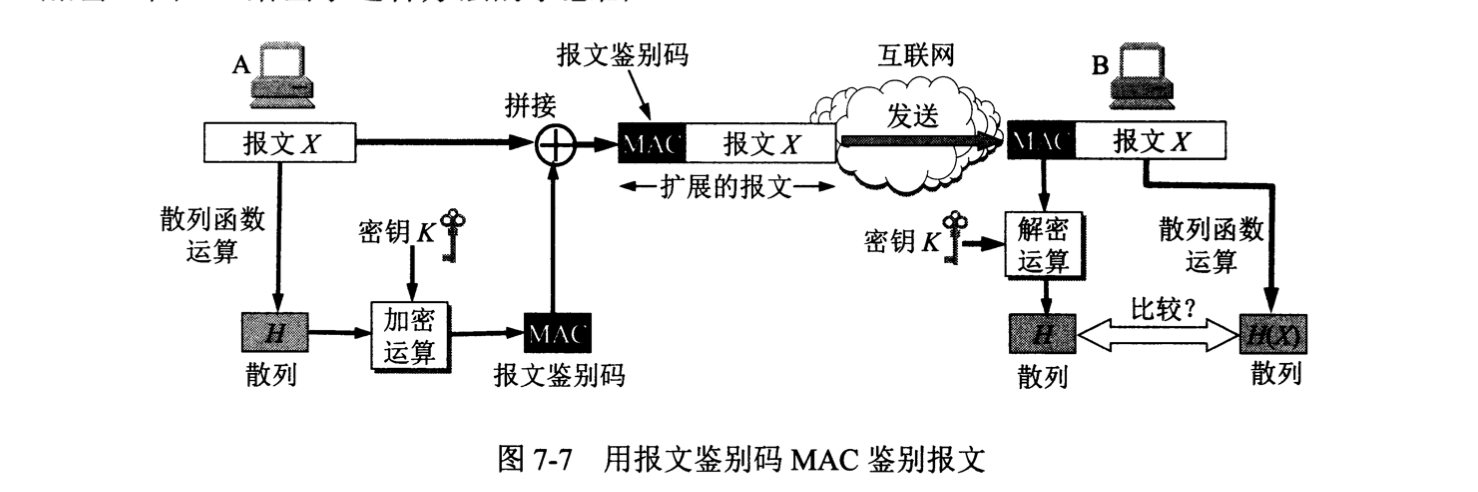 A
报文 X
散列函数
运算
密钥 K
H
散列
加密
运算
MAC
报文鉴别码
拼接
报文鉴别码
MAC
报文 X
扩展的报文
互联网
发送
B
MAC
报文 X
密钥 K
解密
运算
散列函数
运算
H
散列
比较?
H(X)
散列
图 7-7 用报文鉴别码 MAC 鉴别报文